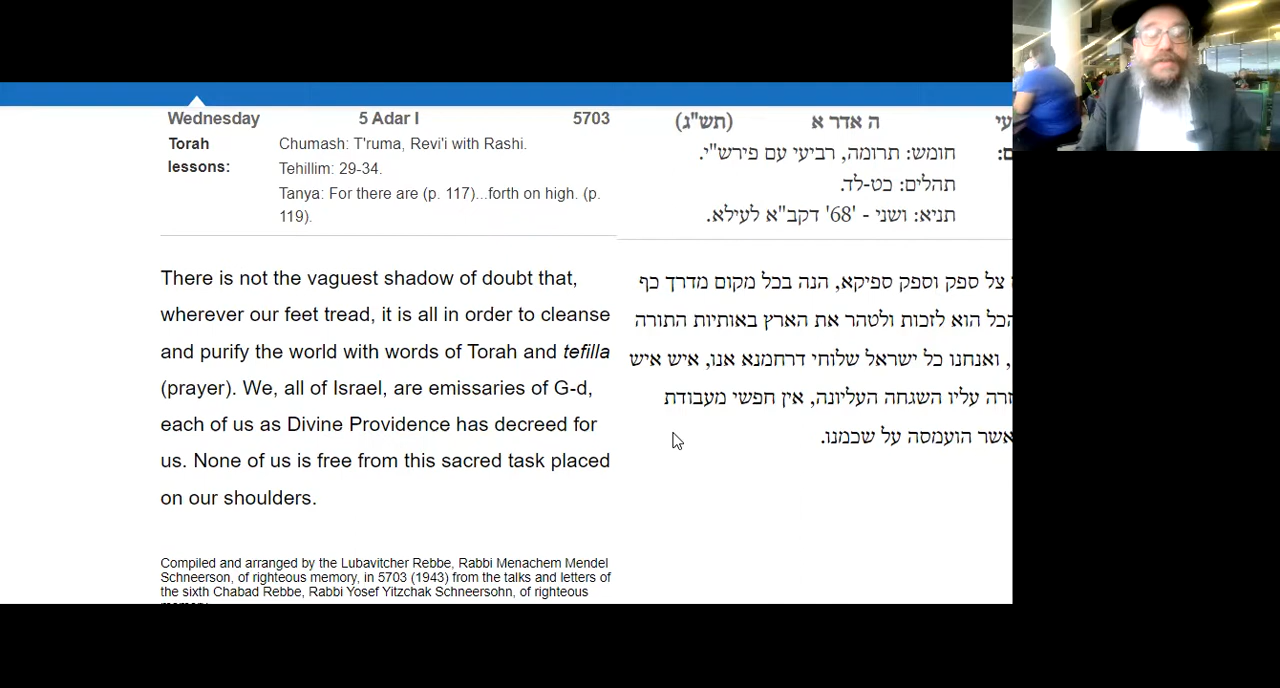 Wednesday 5 Adar I 5703
Torah lessons:
Chumash: T'ruma, Revi'i with Rashi.
Tehillim: 29-34.
Tanya: For there are (p. 117)...forth on high. (p.
119).
There is not the vaguest shadow of doubt that,
wherever our feet tread, it is all in order to cleanse
and purify the world with words of Torah and tefilla
(prayer). We, all of Israel, are emissaries of G-d,
each of us as Divine Providence has decreed for
us. None of us is free from this sacred task placed
on our shoulders.
Compiled and arranged by the Lubavitcher Rebbe, Rabbi Menachem Mendel
Schneerson, of righteous memory, in 5703 (1943) from the talks and letters of
the sixth Chabad Rebbe, Rabbi Yosef Yitzchak Schneersohn, of righteous
ה אדר א (תש"ג)
חומש: תרומה, רביעי עם פירש"י.
תהלים: כט-לד.
תניא: ושני - '68' דקב"א לעילא.
צל ספק וספק ספיקא, הנה בכל מקום מדרך כף
הכל הוא לזכות ולטהר את הארץ באותיות התורה
, ואנחנו כל ישראל שלוחי דרחמנא אנו, איש איש
עליו השגחה העליונה, אין חפשי מעבודת
אשר הועמסה על שכמנו.